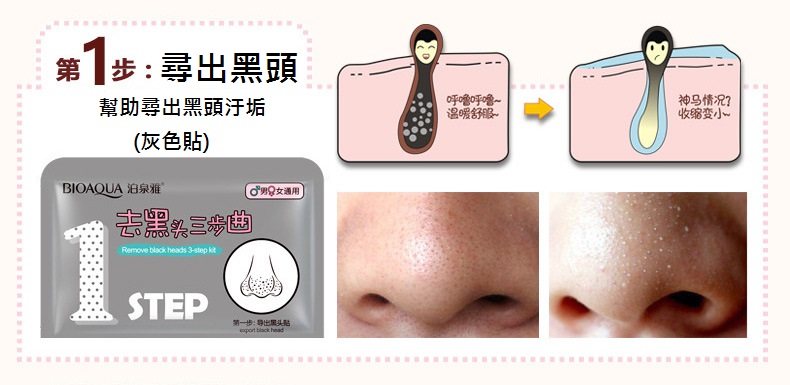 第1步：尋出黑頭
幫助尋出黑頭汙垢
(灰色貼)
BIOAQUA 泊泉雅®
♂男♀女通用
去黑头三步曲
Remove black heads 3-step kit
1 STEP
第一步：导出黑头贴
export black head
呼噜呼噜~
温暖舒服~
神马情况?
收缩变小~